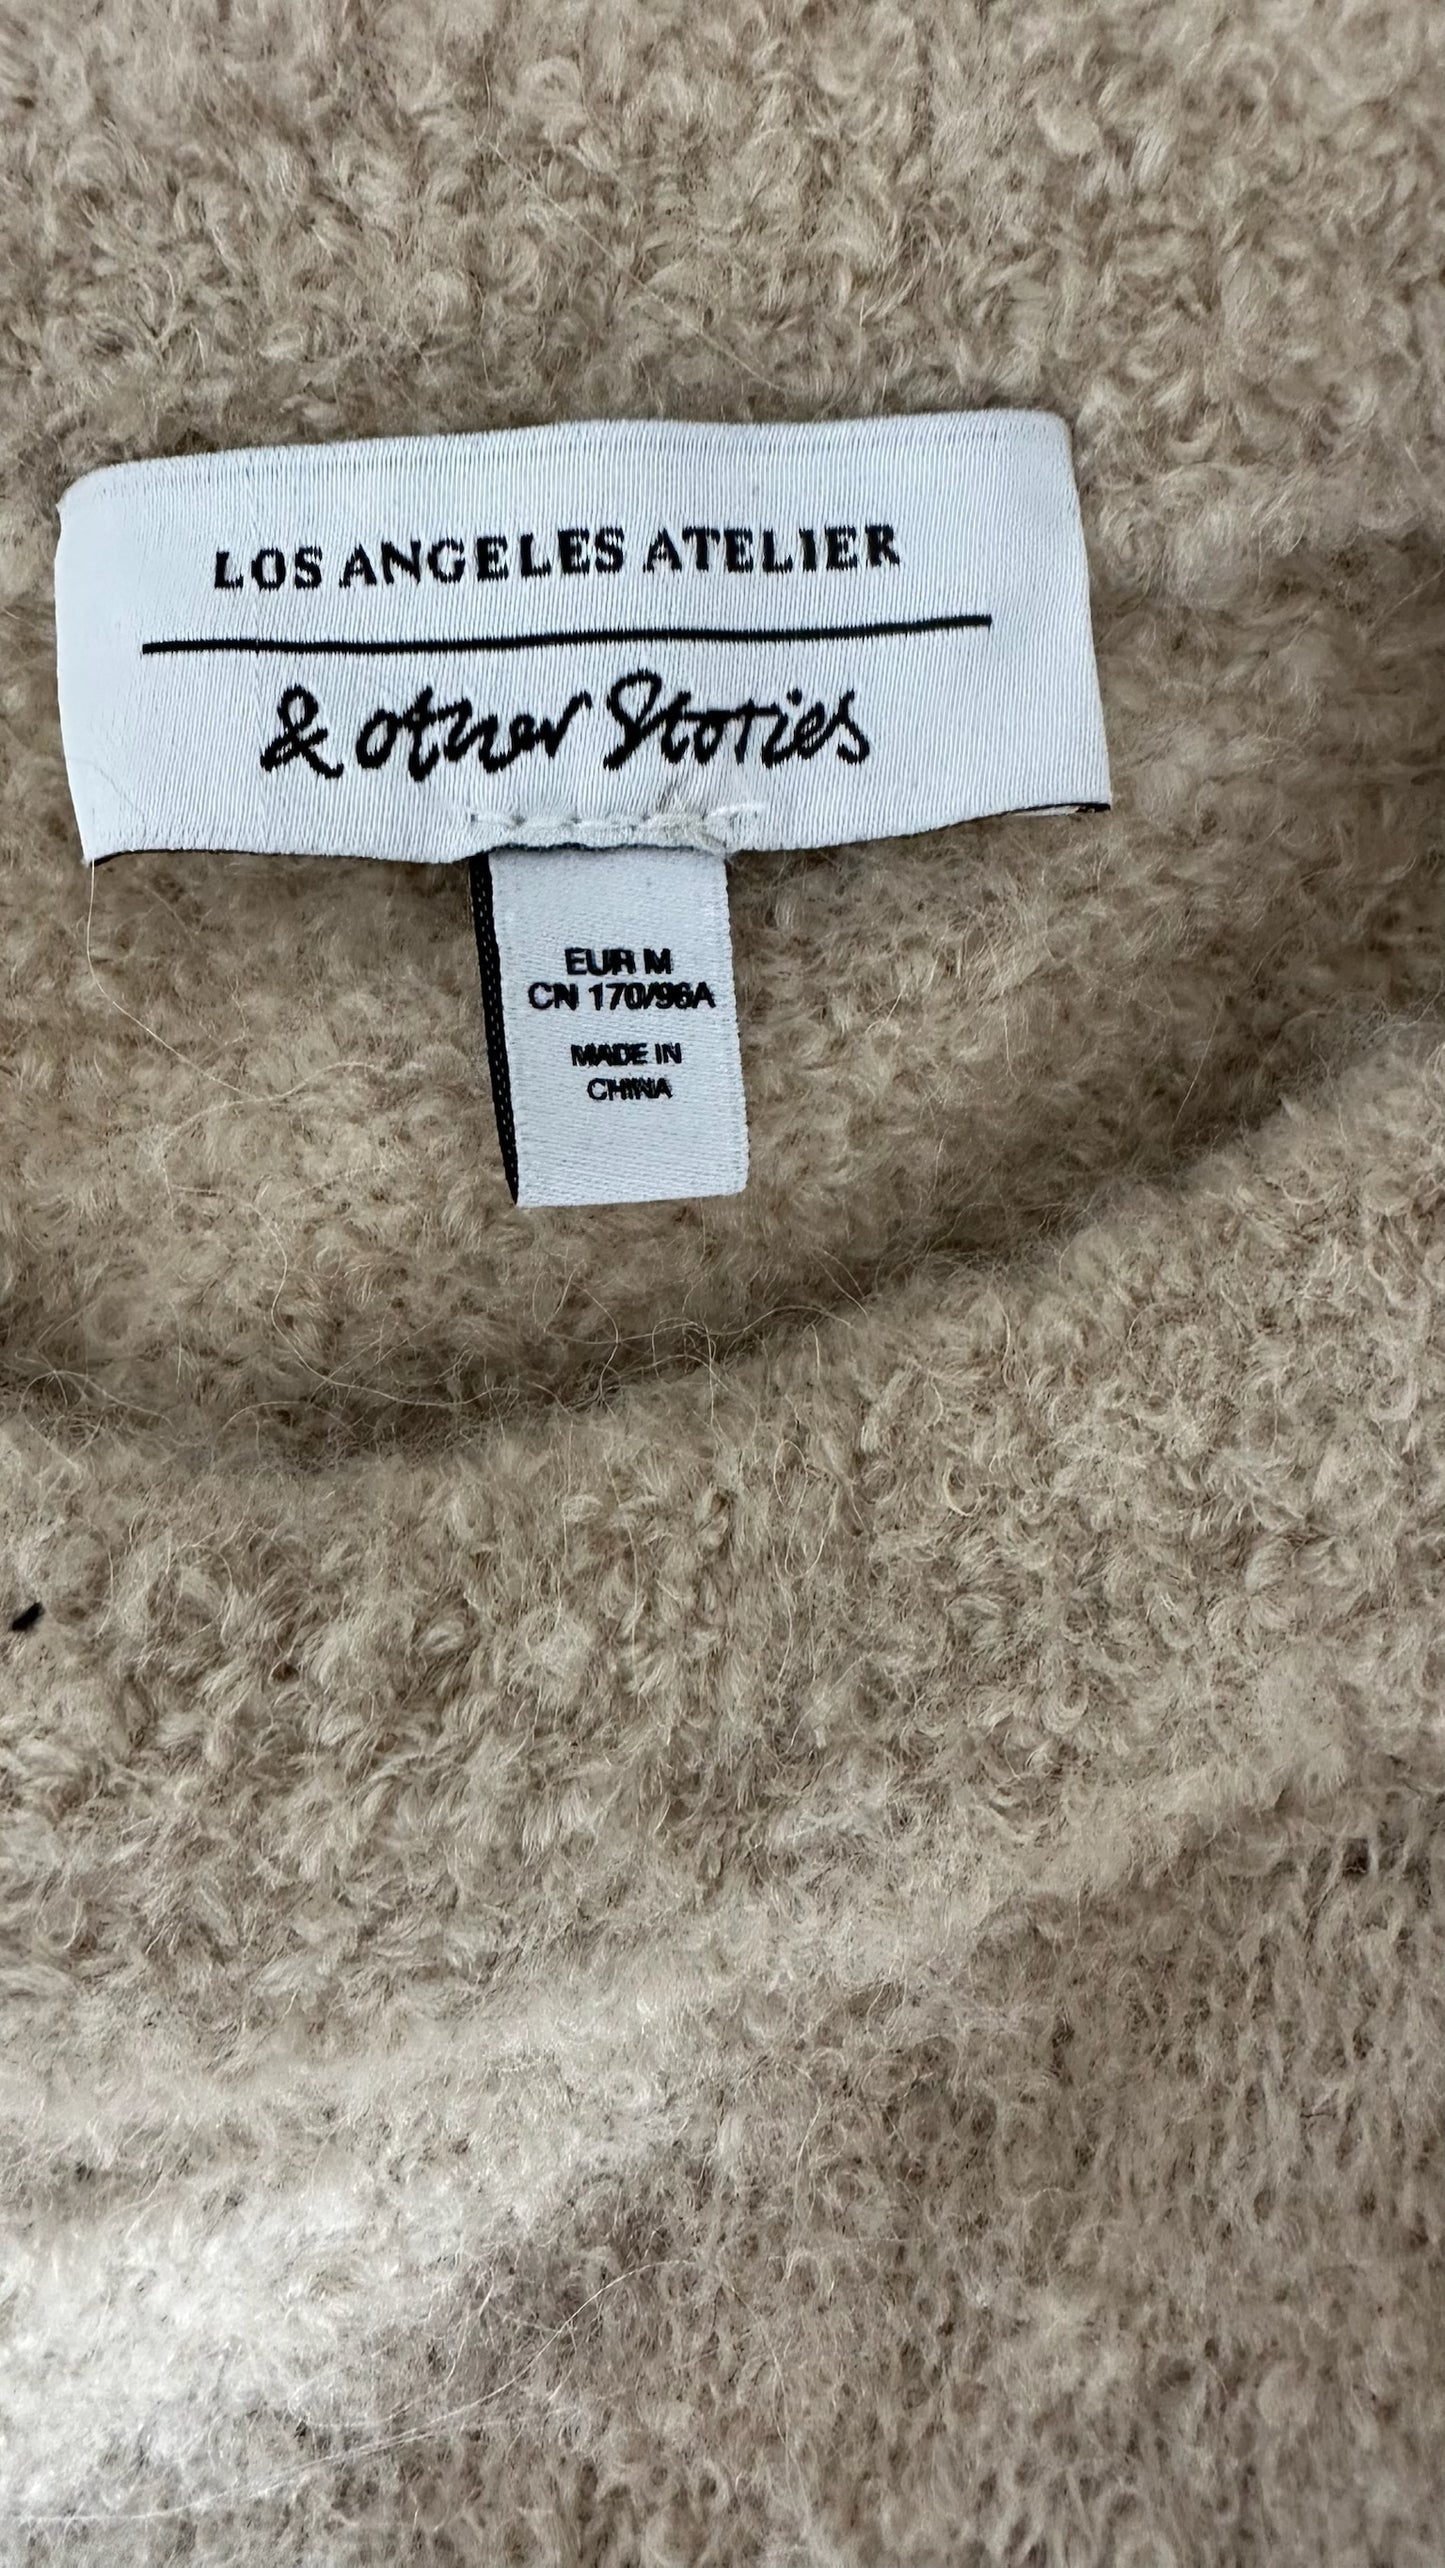 LOS ANGELES ATELIER
& other Stories
EUR M
CN 170/96A
MADE IN
CHINA